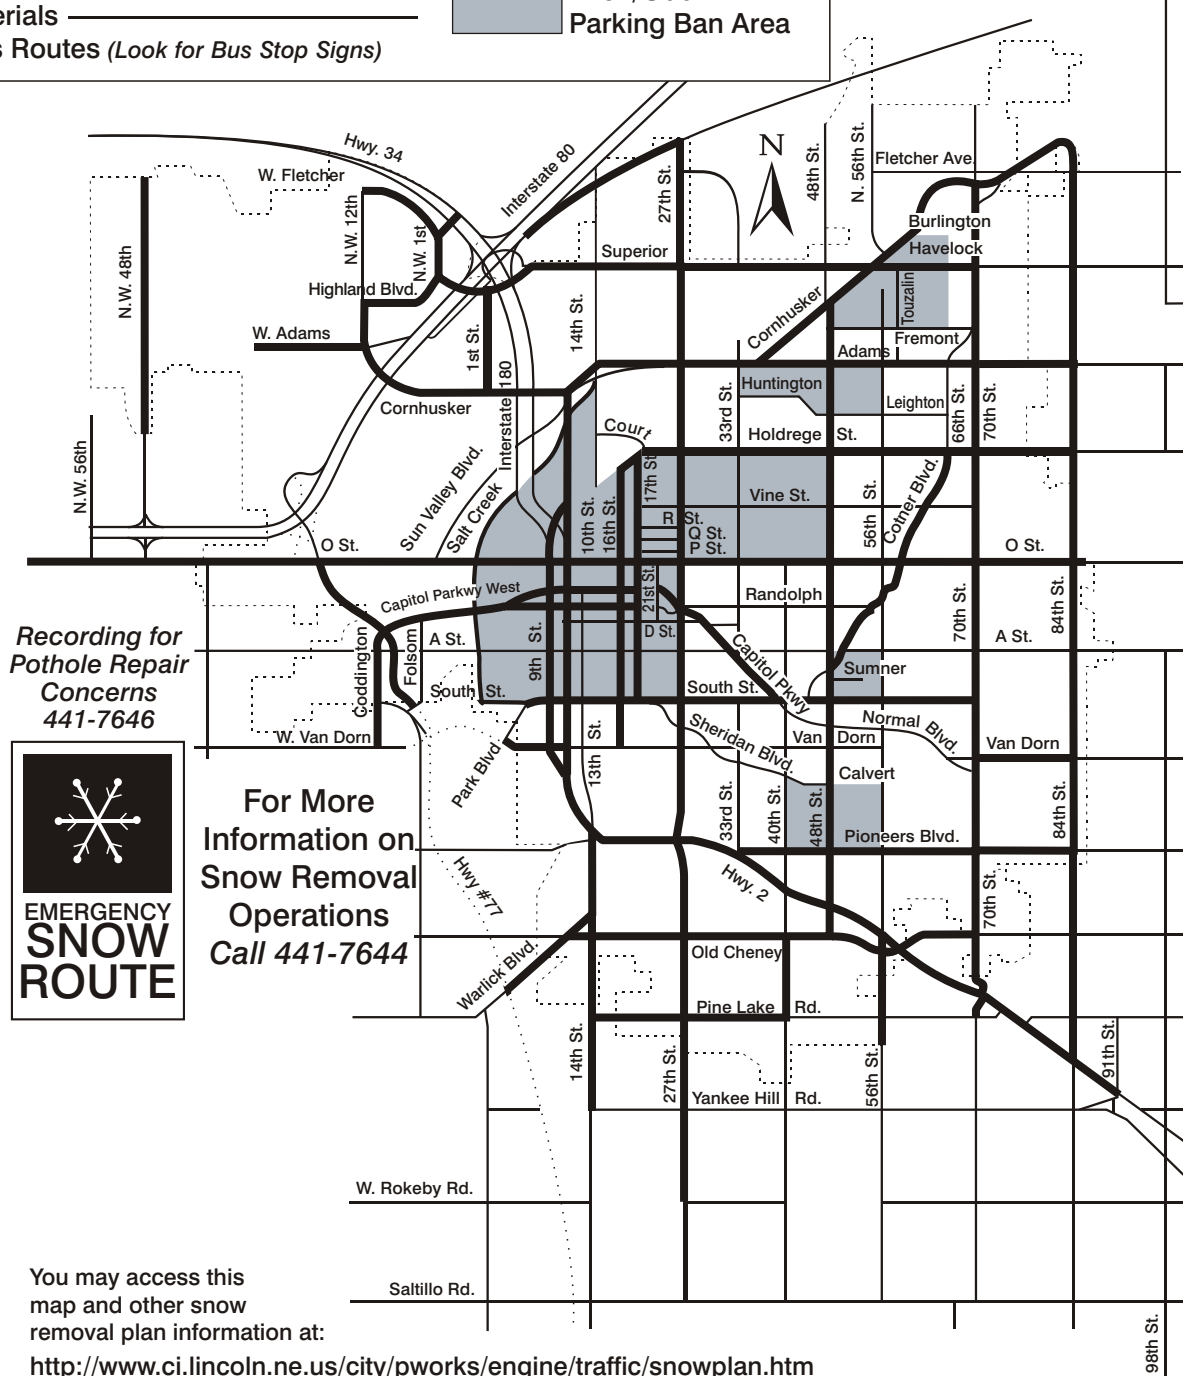 erials
s Routes (Look for Bus Stop Signs)
Parking Ban Area
Hwy. 34
W. Fletcher
Interstate 80
27th St.
N
48th St.
N. 56th St.
Fletcher Ave.
N.W. 48th
N.W. 12th
N.W. 1st
Burlington
Havelock
Superior
Highland Blvd.
Touzalin
W. Adams
1st St.
14th St.
Cornhusker
Fremont
Adams
Interstate 180
Huntington
Cornhusker
33rd St.
Leighton
66th St.
70th St.
Court
Holdrege St.
N.W. 56th
Sun Valley Blvd.
Salt Creek
17th St.
Vine St.
56th St.
Cotner Blvd.
10th St.
16th St.
R St.
Q St.
P St.
O St.
O St.
Capitol Parkwy West
21st St.
Randolph
70th St.
84th St.
Recording for
Pothole Repair
Concerns
441-7646
Coddington
Folsom
A St.
9th St.
D St.
Capitol Pkwy
A St.
Sumner
South St.
South St.
W. Van Dorn
Park Blvd.
13th St.
Sheridan Blvd.
Van Dorn
Normal Blvd.
Van Dorn
Calvert
33rd St.
40th St.
48th St.
84th St.
Pioneers Blvd.
For More
Information on
Snow Removal
Operations
Call 441-7644
Hwy #77
Hwy. 2
70th St.
EMERGENCY
SNOW
ROUTE
Warlick Blvd.
Old Cheney
Pine Lake Rd.
14th St.
27th St.
56th St.
91th St.
Yankee Hill Rd.
W. Rokeby Rd.
Saltillo Rd.
98th St.
You may access this
map and other snow
removal plan information at:
http://www.ci.lincoln.ne.us/city/pworks/engine/traffic/snowplan.htm